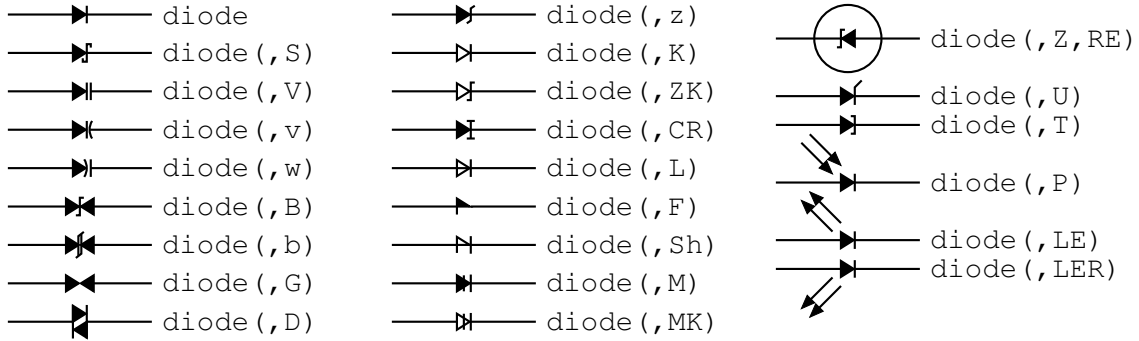 diode
diode(,S)
diode(,V)
diode(,v)
diode(,w)
diode(,B)
diode(,b)
diode(,G)
diode(,D)
diode(,z)
diode(,K)
diode(,ZK)
diode(,CR)
diode(,L)
diode(,F)
diode(,Sh)
diode(,M)
diode(,MK)
diode(,Z,RE)
diode(,U)
diode(,T)
diode(,P)
diode(,LE)
diode(,LER)